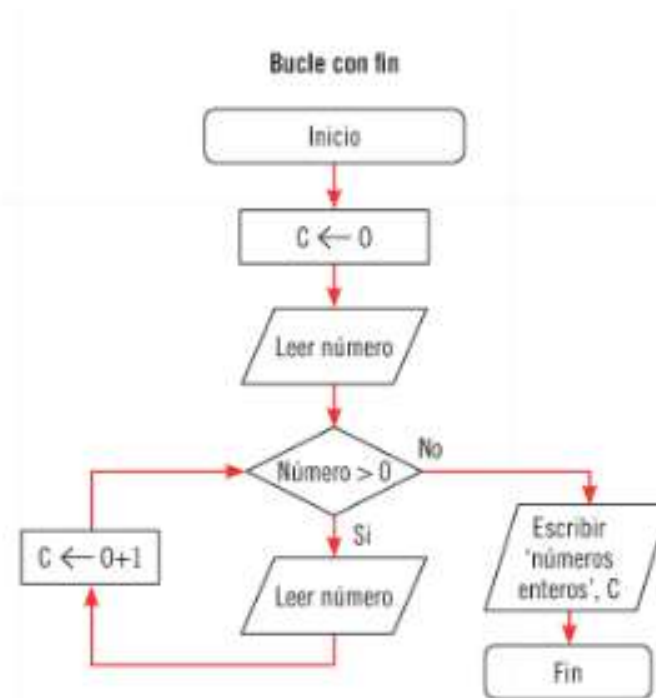 Bucle con fin
Inicio
C ← 0
Leer número
Número > 0
No
Si
C ← 0+1
Leer número
Escribir
'números
enteros', C
Fin